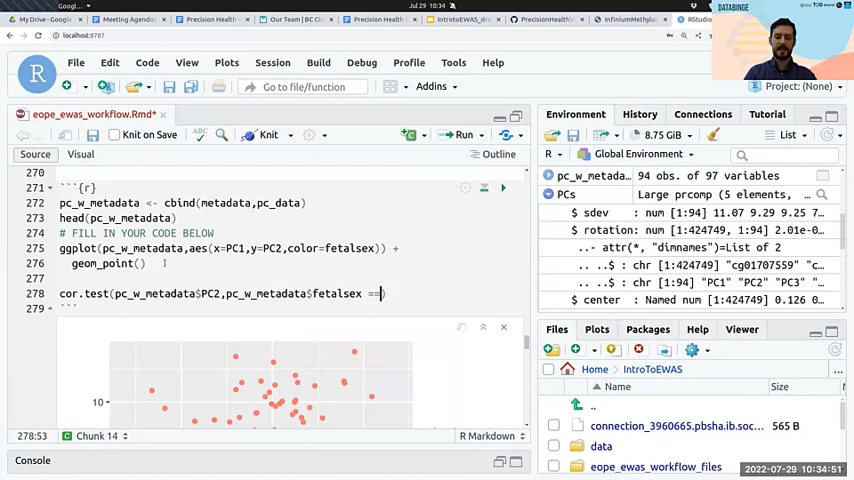 Googl...
Jul 29 10:34
My Drive - Google
Meeting Agendas
Precision Health
Our Team | BC Ch
Precision
IntrotoEWAS_dra
PrecisionHealthV
InfiniumMethylat
RStudio
DATABINGE
localhost:8787
File Edit Code View Plots Session Build Debug Profile Tools Help
Go to file/function
Addins
Project: (None)
eope_ewas_workflow.Rmd*
Knit on Save
Knit
Run
Source Visual
Outline
270
271 ```{r}
272 pc_w_metadata <- cbind(metadata,pc_data)
273 head(pc_w_metadata)
274 # FILL IN YOUR CODE BELOW
275 ggplot(pc_w_metadata,aes(x=PC1,y=PC2,color=fetalsex)) +
276 geom_point()
277
278 cor.test(pc_w_metadata$PC2,pc_w_metadata$fetalsex ==)
279 ```
10
278:53
Chunk 14
R Markdown
Console
Environment History Connections Tutorial
8.75 GiB
List
R
Global Environment
pc_w_metada... 94 obs. of 97 variables
PCs Large prcomp (5 elements, ...
$ sdev : num [1:94] 11.07 9.29 9.25 7...
$ rotation: num [1:424749, 1:94] 2.01e-0...
..- attr(*, "dimnames")=List of 2
.. ..$ : chr [1:424749] "cg01707559" "c...
.. ..$ : chr [1:94] "PC1" "PC2" "PC3" "...
$ center : Named num [1:424749] 0.126 0...
Files Plots Packages Help Viewer
Home IntroToEWAS
Name
Size
..
connection_3960665.pbsha.ib.soc...
565 B
data
eope_ewas_workflow_files
2022-07-29 10:34:51